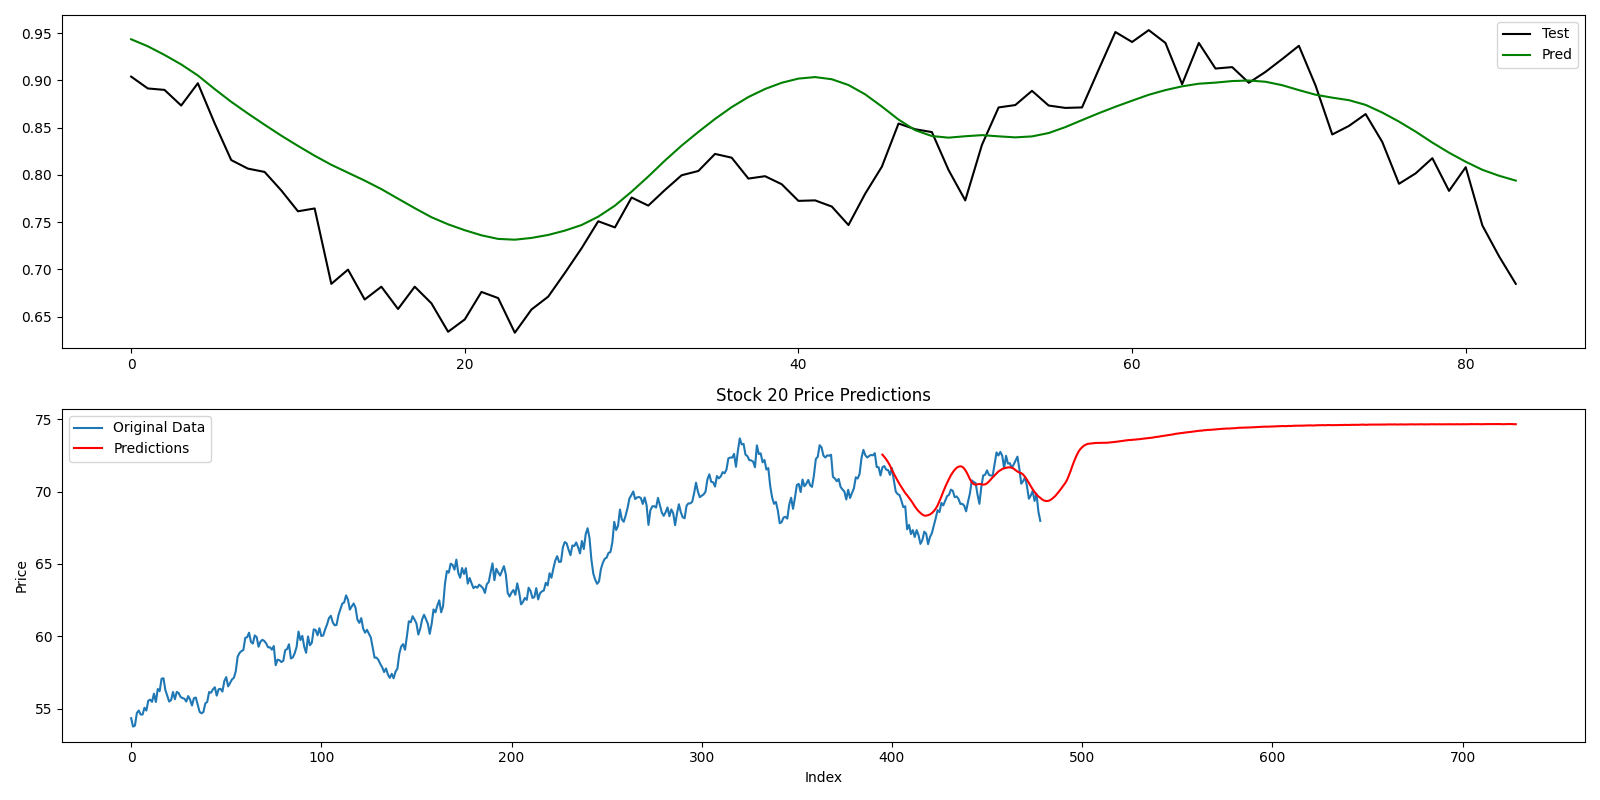 0.95
0.90
0.85
0.80
0.75
0.70
0.65
Test
Pred
0 20 40 60 80
Stock 20 Price Predictions
75
70
65
60
55
Price
Original Data
Predictions
0 100 200 300 400 500 600 700
Index